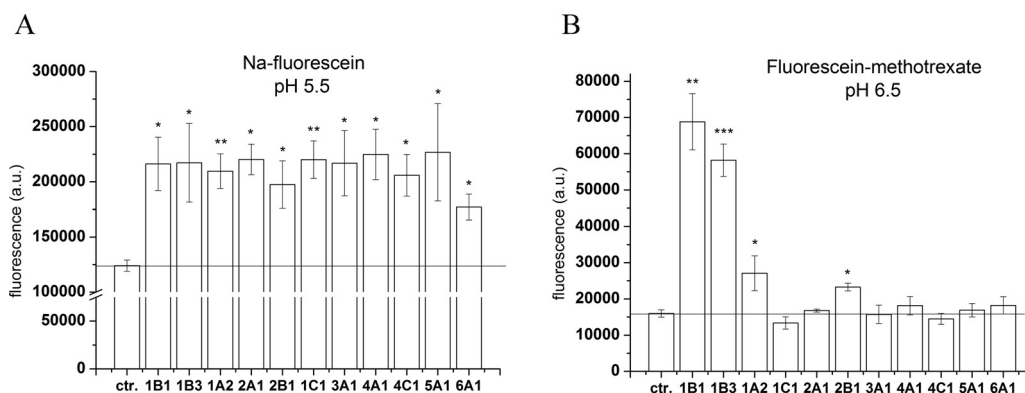 A
Na-fluorescein
pH 5.5
fluorescence (a.u.)
300000
250000
200000
150000
100000
50000
0
* * ** * * ** * * * * *
ctr. 1B1 1B3 1A2 2A1 2B1 1C1 3A1 4A1 4C1 5A1 6A1
B
Fluorescein-methotrexate
pH 6.5
fluorescence (a.u.)
80000
70000
60000
50000
40000
30000
20000
10000
0
** *** * *
ctr. 1B1 1B3 1A2 1C1 2A1 2B1 3A1 4A1 4C1 5A1 6A1